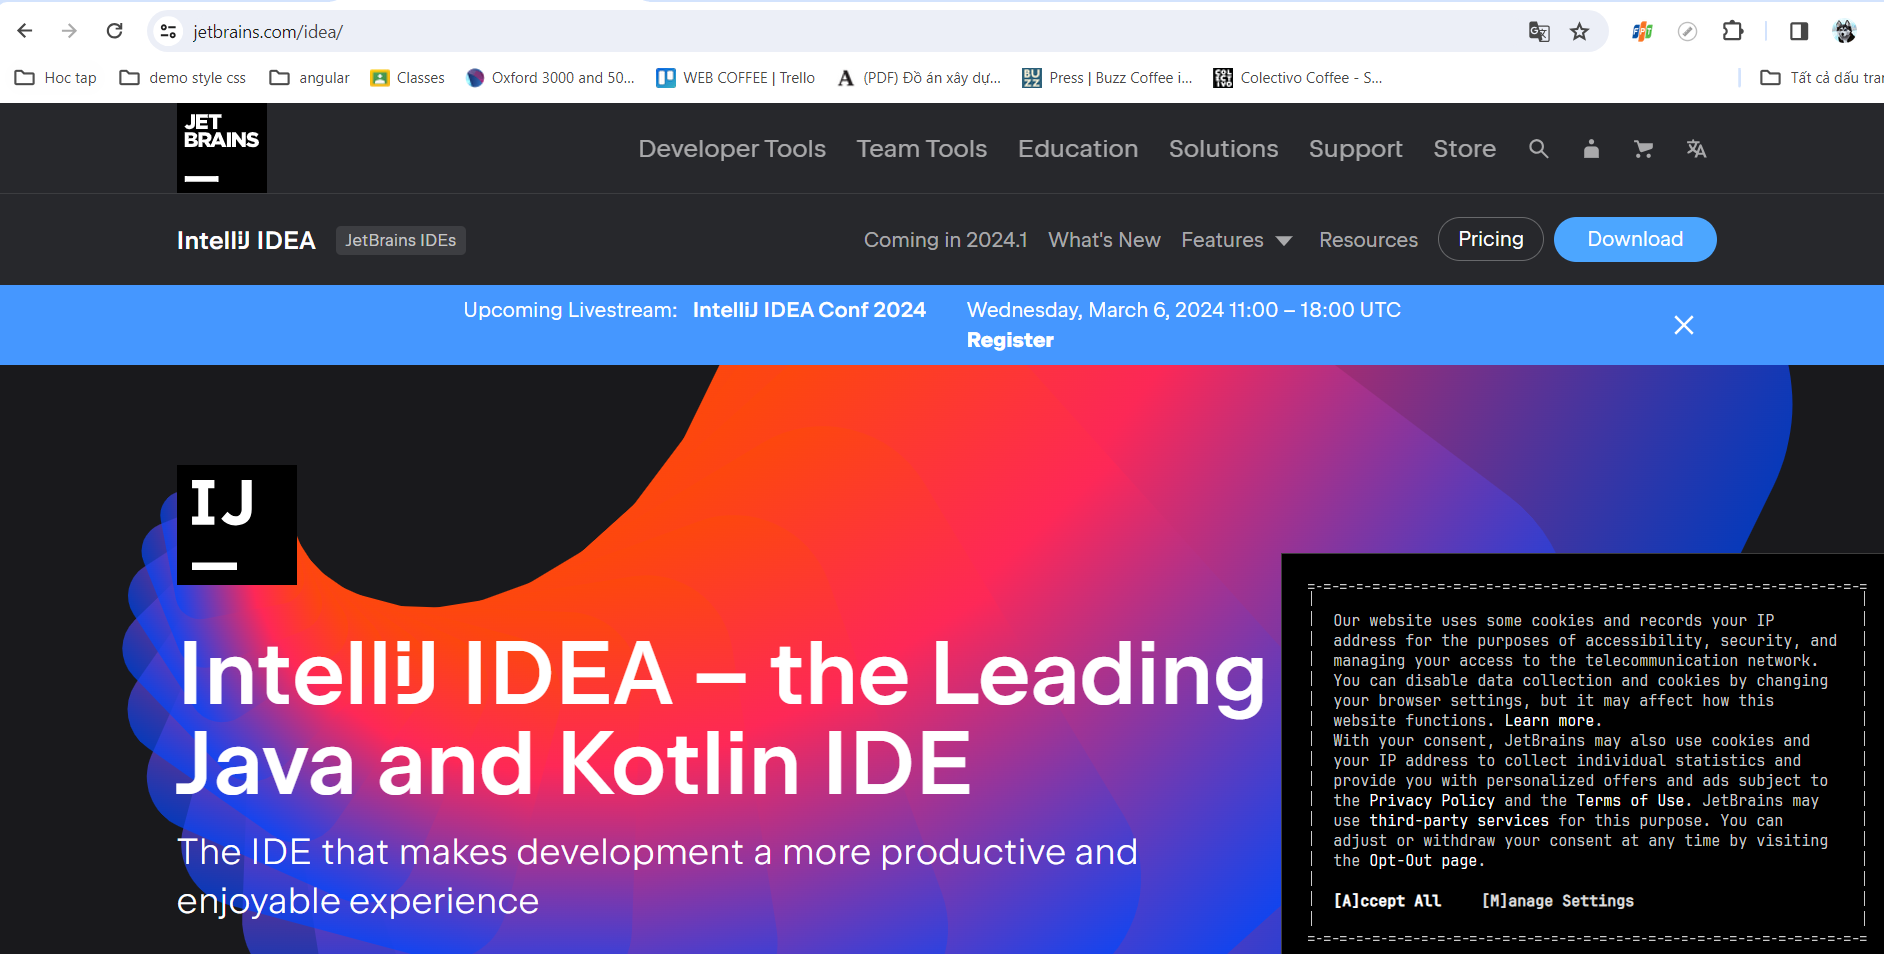 jetbrains.com/idea/
FPT
Hoc tap
demo style css
angular
Classes
Oxford 3000 and 50...
WEB COFFEE | Trello
(PDF) Đồ án xây dự...
Press | Buzz Coffee i...
Colectivo Coffee - S...
Tất cả dấu tran
JET
BRAINS
Developer Tools
Team Tools
Education
Solutions
Support
Store
IntelliJ IDEA
JetBrains IDEs
Coming in 2024.1
What's New
Features
Resources
Pricing
Download
Upcoming Livestream: IntelliJ IDEA Conf 2024
Wednesday, March 6, 2024 11:00 – 18:00 UTC
Register
IJ
IntelliJ IDEA – the Leading
Java and Kotlin IDE
The IDE that makes development a more productive and
enjoyable experience
Our website uses some cookies and records your IP
address for the purposes of accessibility, security, and
managing your access to the telecommunication network.
You can disable data collection and cookies by changing
your browser settings, but it may affect how this
website functions. Learn more.
With your consent, JetBrains may also use cookies and
your IP address to collect individual statistics and
provide you with personalized offers and ads subject to
the Privacy Policy and the Terms of Use. JetBrains may
use third-party services for this purpose. You can
adjust or withdraw your consent at any time by visiting
the Opt-Out page.
[A]ccept All
[M]anage Settings